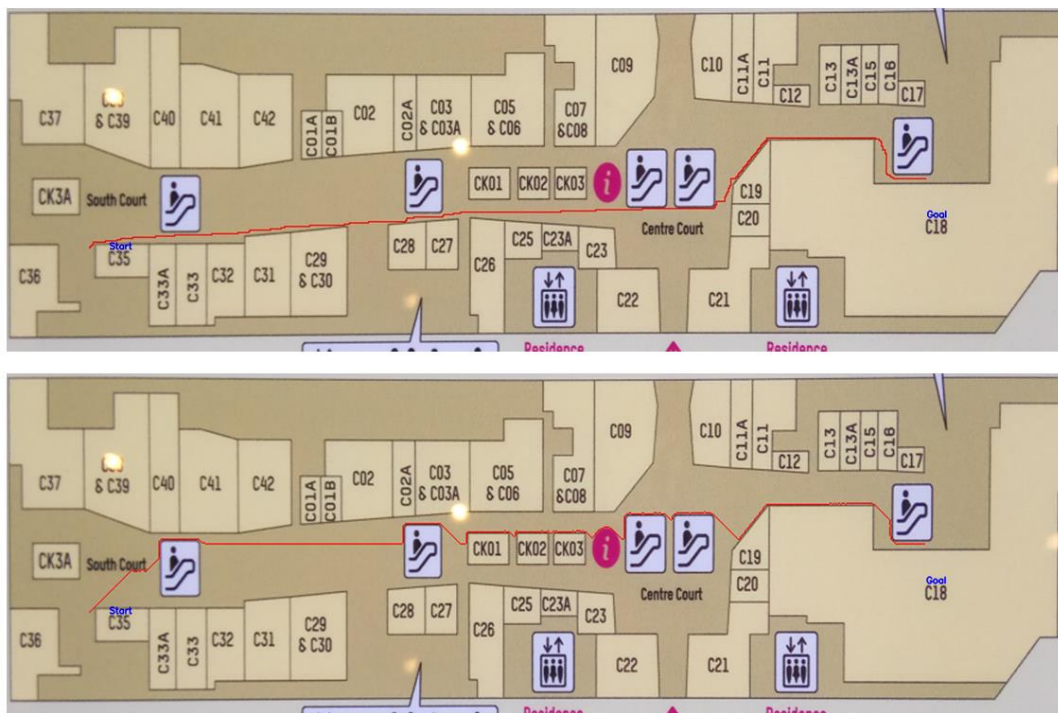 C37
& C39
C40
C41
C42
C01A
C01B
C02
C02A
C03
& C03A
C05
& C06
C07
&C08
C09
C10
C11A
C11
C12
C13
C13A
C15
C16
C17
CK3A
South Court
CK01
CK02
CK03
i
C19
C20
Centre Court
Goal
C18
Start
C35
C36
C33A
C33
C32
C31
C29
& C30
C28
C27
C26
C25
C23A
C23
C22
C21
Residence
Residence
C37
& C39
C40
C41
C42
C01A
C01B
C02
C02A
C03
& C03A
C05
& C06
C07
&C08
C09
C10
C11A
C11
C12
C13
C13A
C15
C16
C17
CK3A
South Court
CK01
CK02
CK03
i
C19
C20
Centre Court
Goal
C18
Start
C35
C36
C33A
C33
C32
C31
C29
& C30
C28
C27
C26
C25
C23A
C23
C22
C21